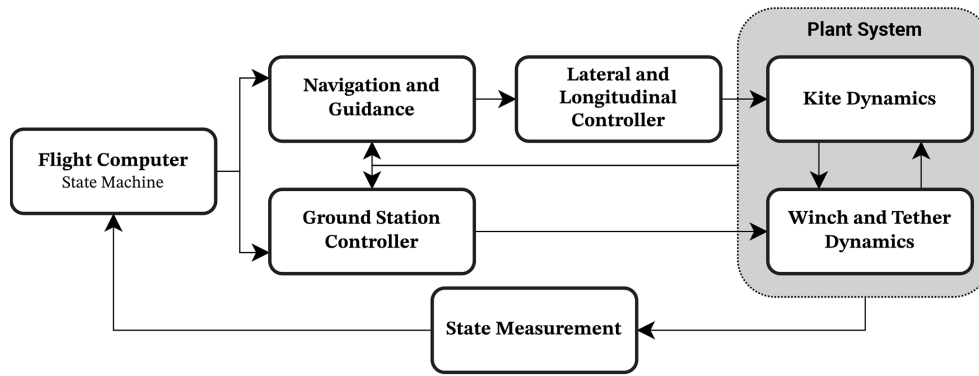 Plant System
Navigation and
Guidance
Lateral and
Longitudinal
Controller
Kite Dynamics
Flight Computer
State Machine
Ground Station
Controller
Winch and Tether
Dynamics
State Measurement